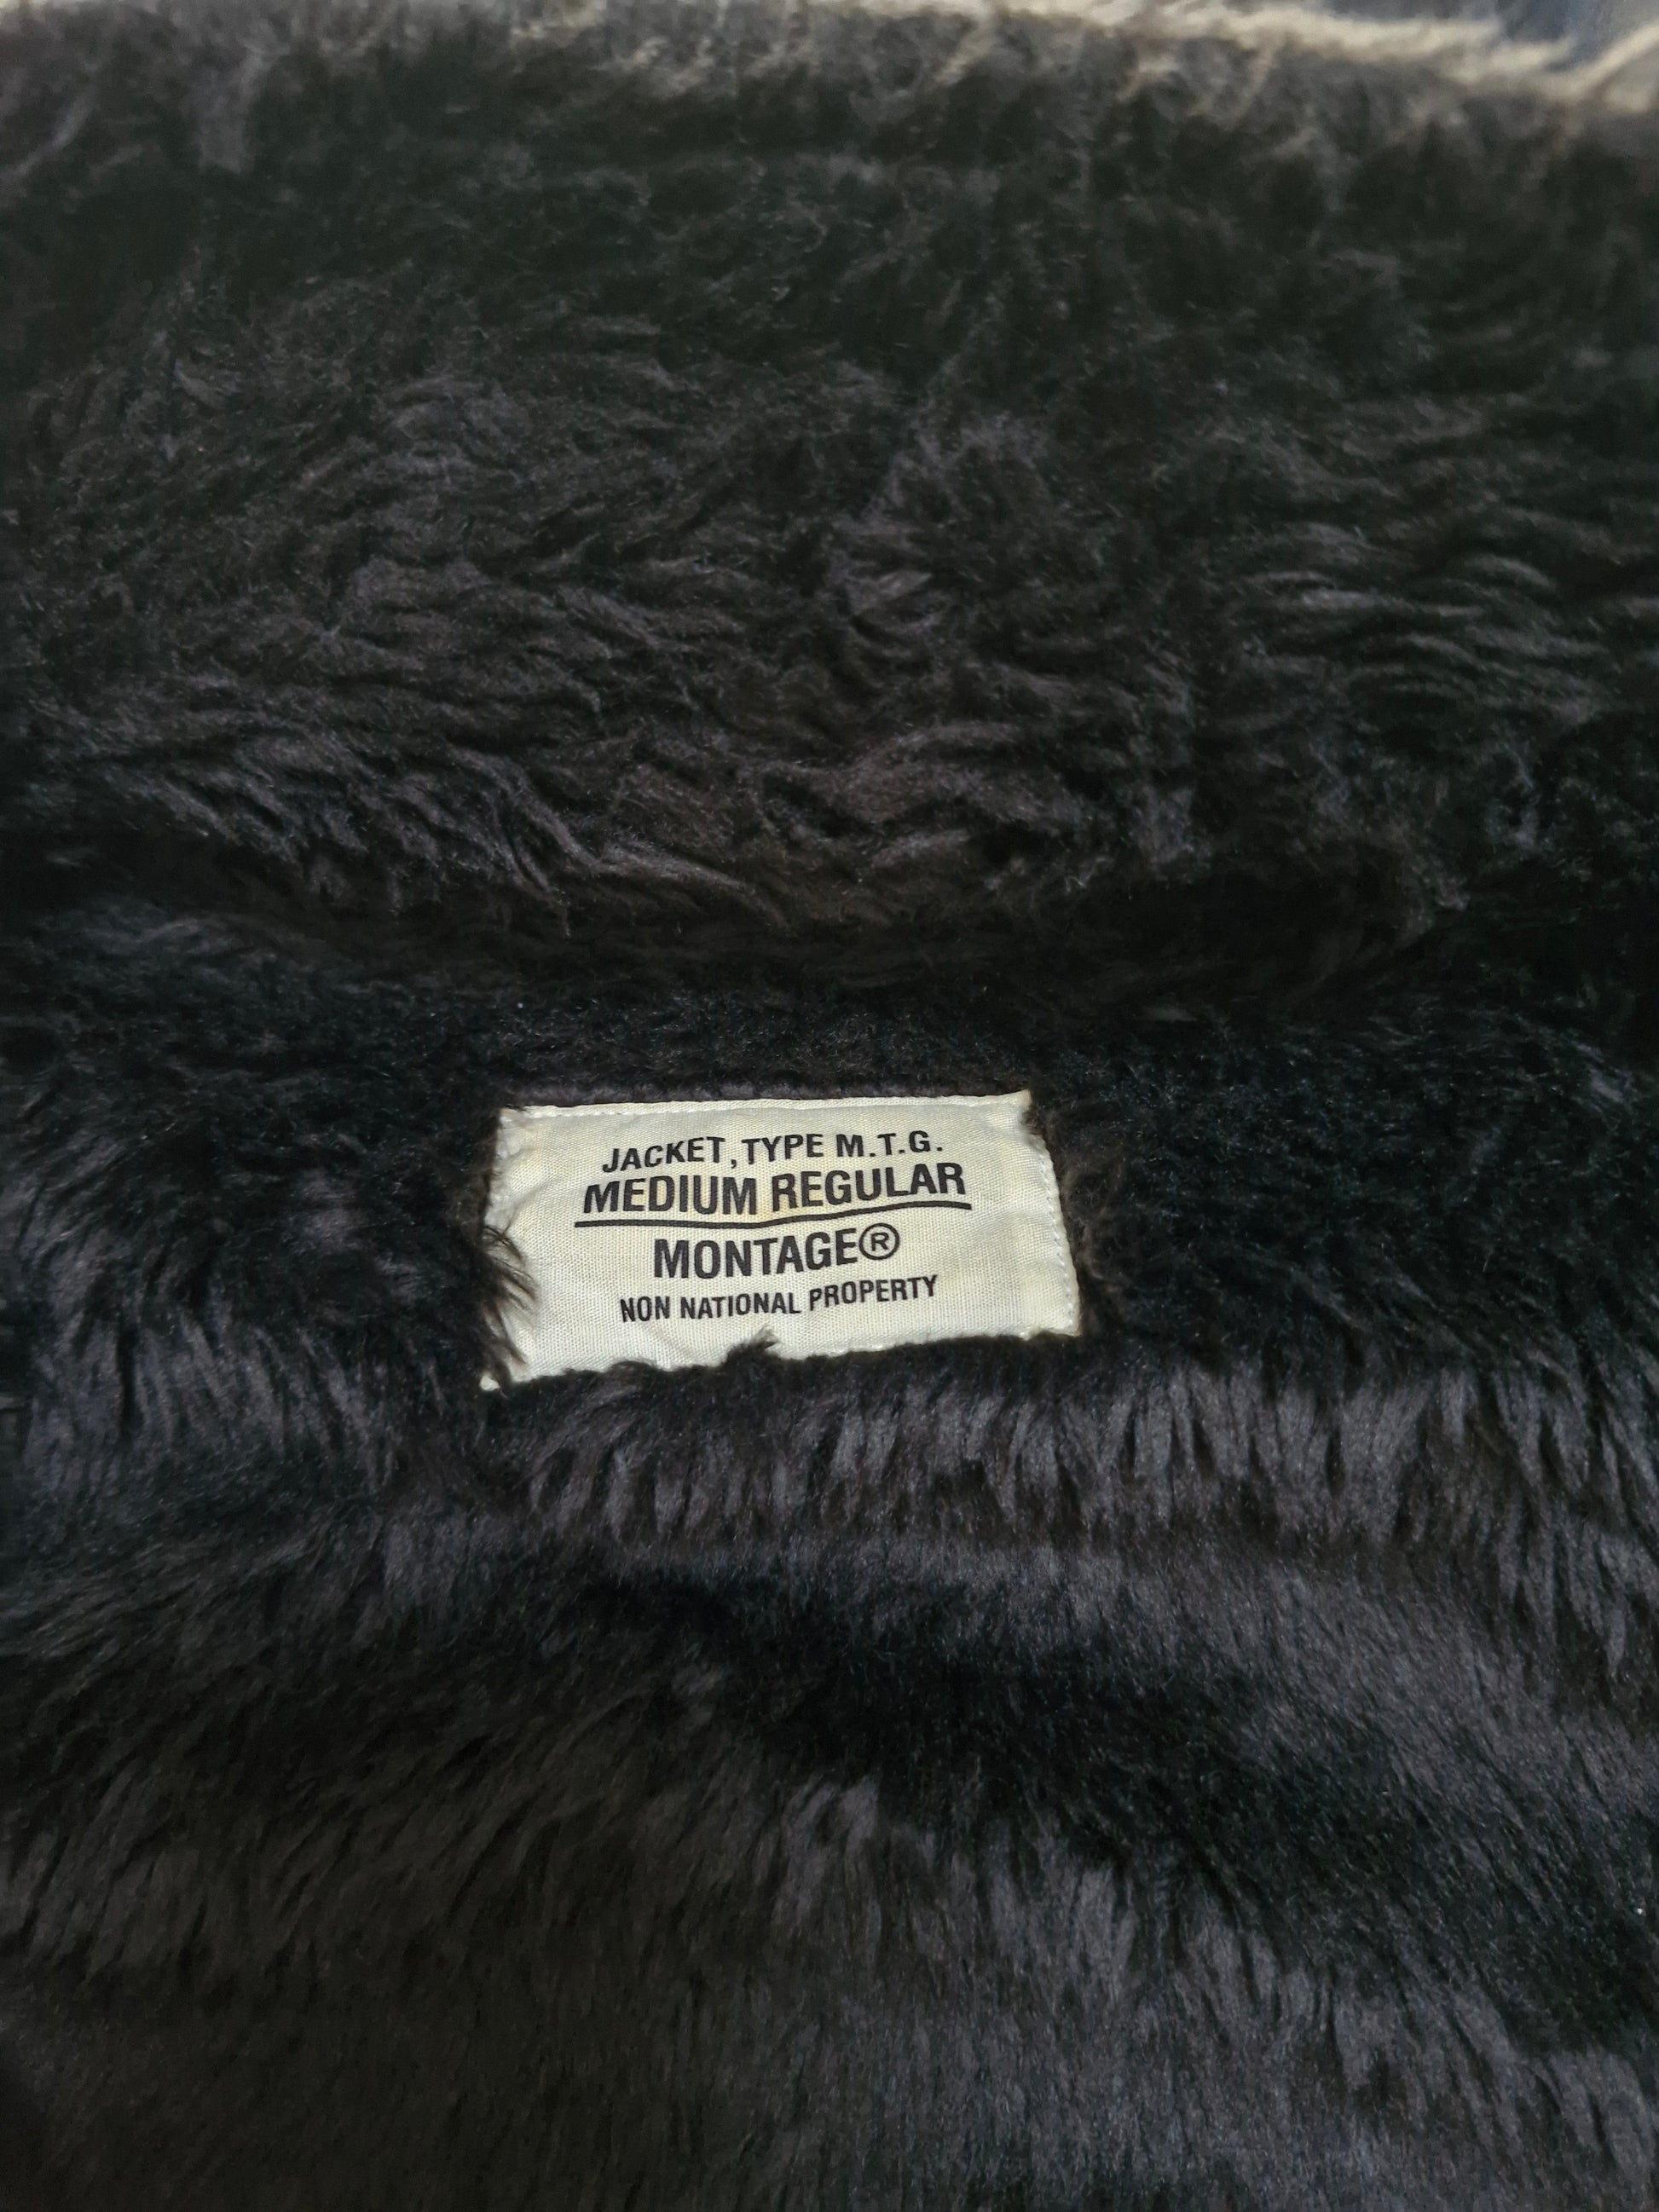 JACKET, TYPE M.T.G.
MEDIUM REGULAR
MONTAGE®
NON NATIONAL PROPERTY